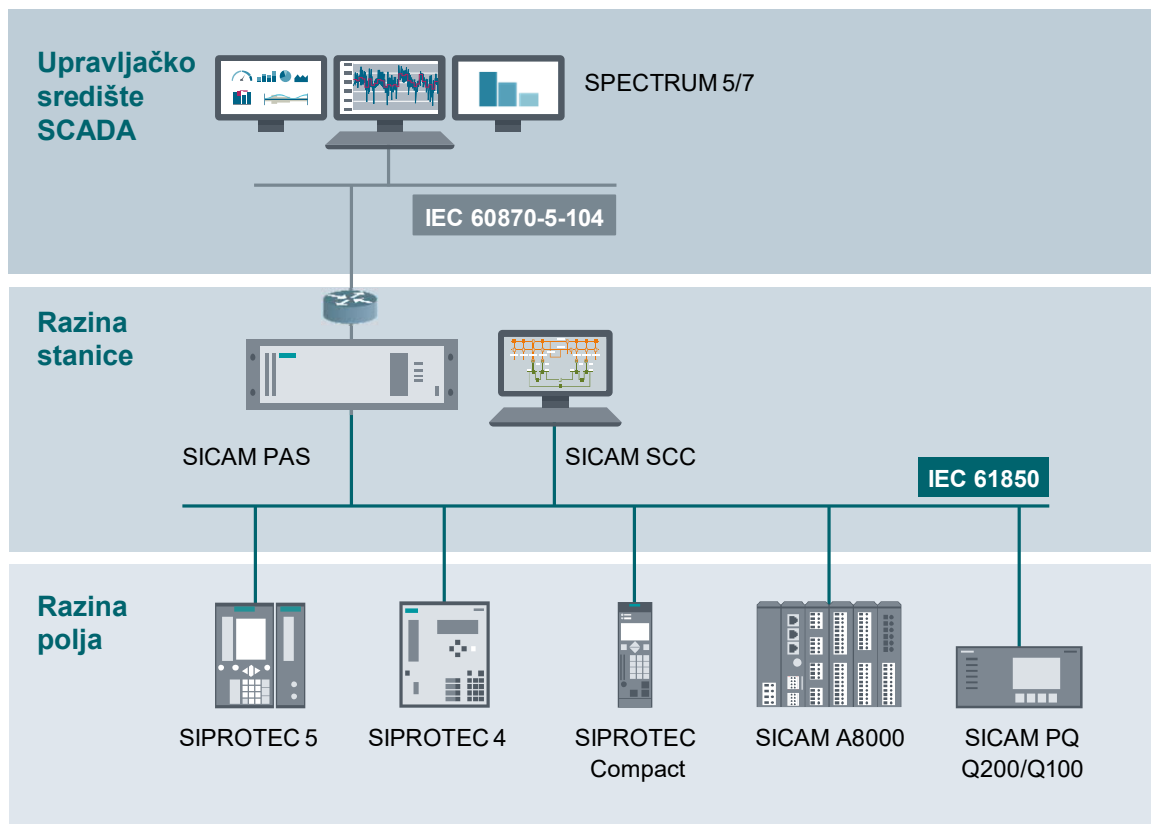 Upravljačko
središte
SCADA
SPECTRUM 5/7
IEC 60870-5-104
Razina
stanice
SICAM PAS
SICAM SCC
IEC 61850
Razina
polja
SIPROTEC 5
SIPROTEC 4
SIPROTEC
Compact
SICAM A8000
SICAM PQ
Q200/Q100